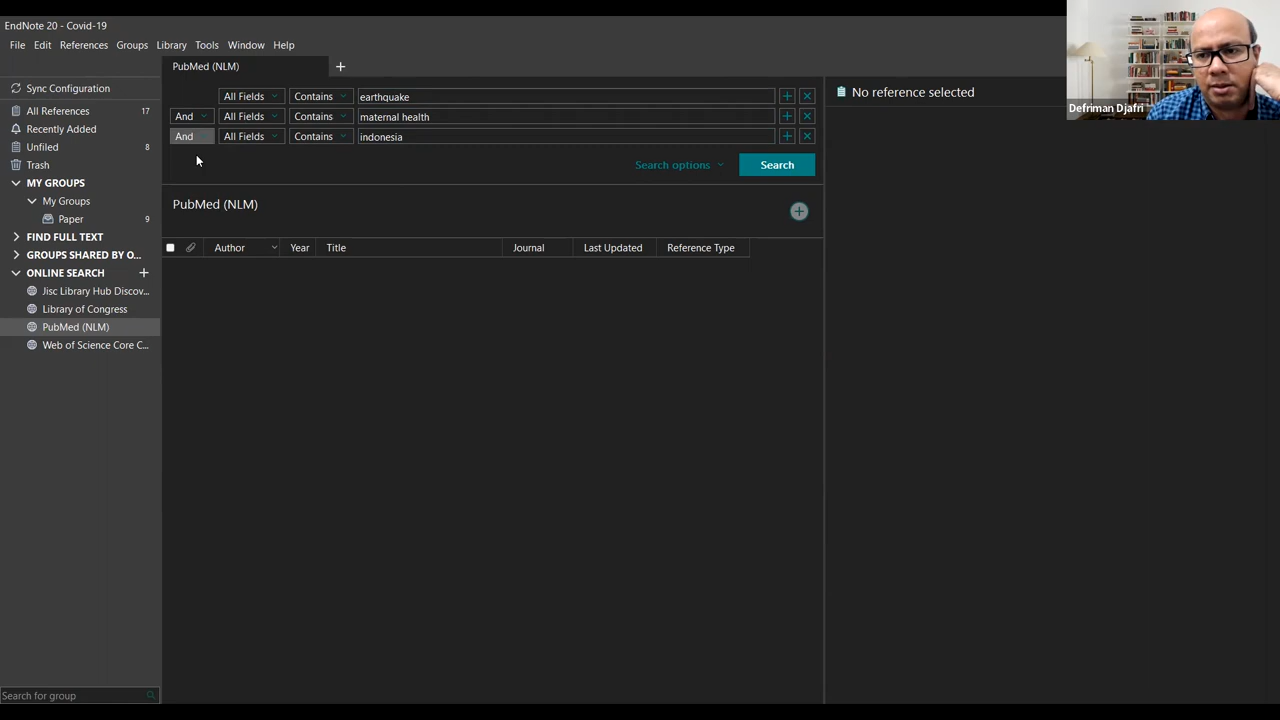 EndNote 20 - Covid-19
File Edit References Groups Library Tools Window Help
PubMed (NLM)
Sync Configuration
All References 17
Recently Added
Unfiled 8
Trash
MY GROUPS
My Groups
Paper 9
FIND FULL TEXT
GROUPS SHARED BY O...
ONLINE SEARCH
Jisc Library Hub Discov...
Library of Congress
PubMed (NLM)
Web of Science Core C...
Search for group
All Fields Contains earthquake
And All Fields Contains maternal health
And All Fields Contains indonesia
Search options Search
PubMed (NLM)
Author Year Title Journal Last Updated Reference Type
No reference selected
Defriman Djafri